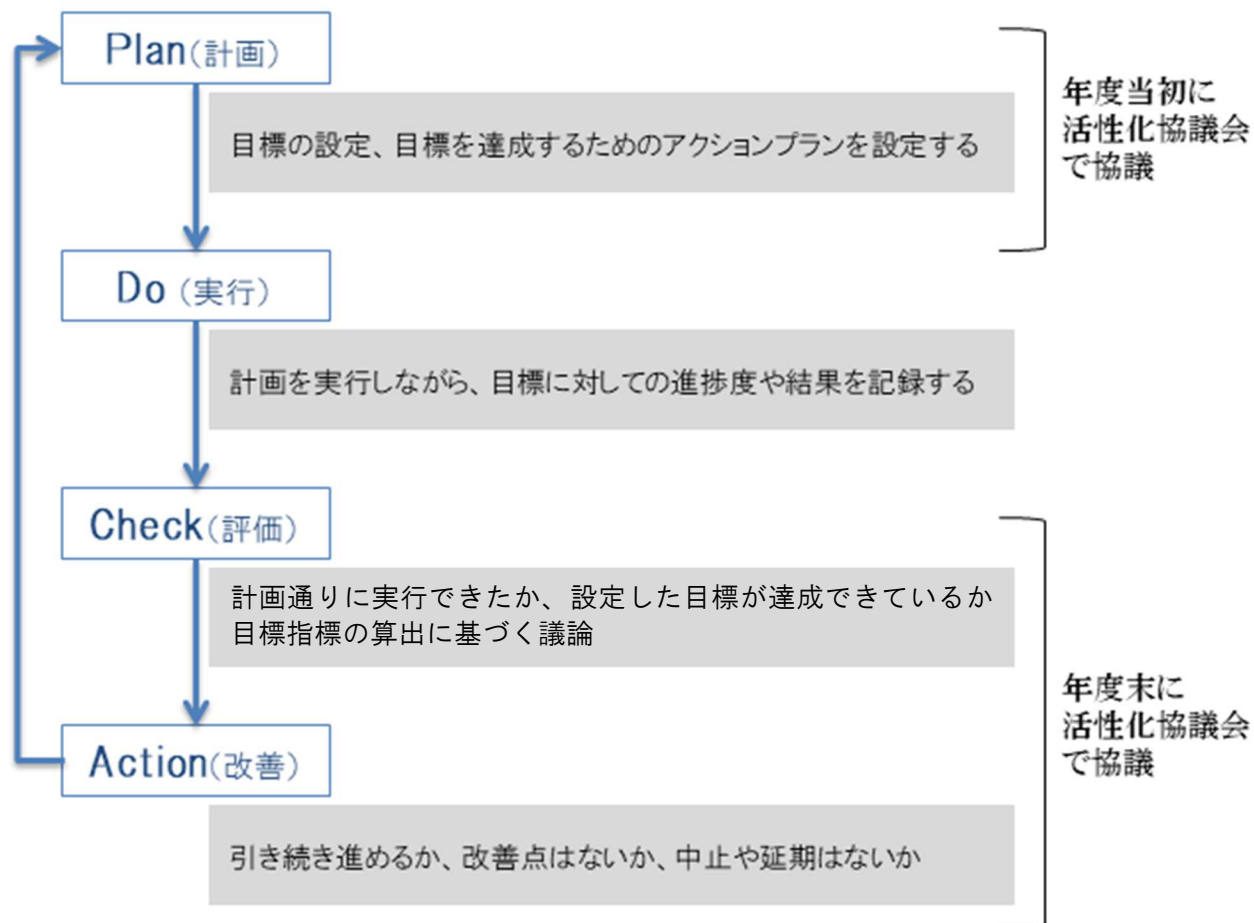 Plan(計画)
目標の設定、目標を達成するためのアクションプランを設定する
年度当初に
活性化協議会
で協議
Do (実行)
計画を実行しながら、目標に対しての進捗度や結果を記録する
Check(評価)
計画通りに実行できたか、設定した目標が達成できているか
目標指標の算出に基づく議論
Action(改善)
引き続き進めるか、改善点はないか、中止や延期はないか
年度末に
活性化協議会
で協議